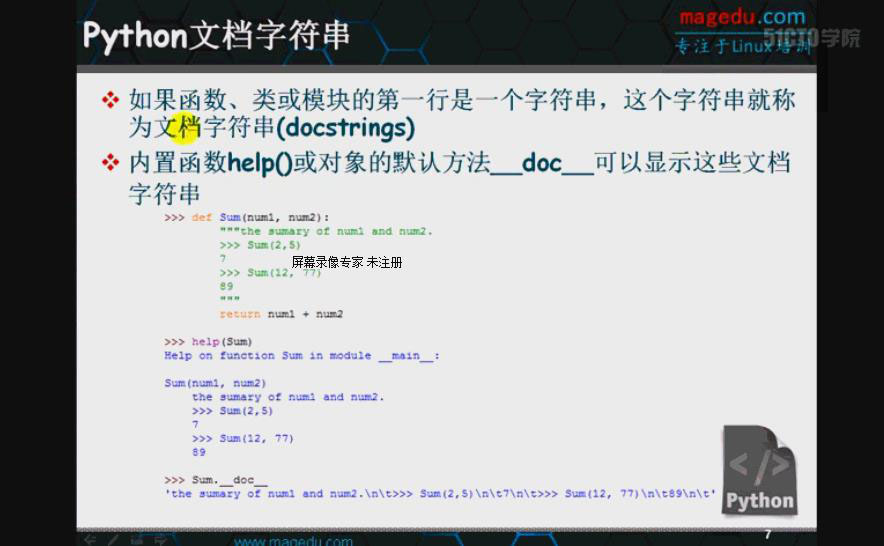 Python文档字符串
magedu.com
专注于Linux培训
51CTO学院
❖ 如果函数、类或模块的第一行是一个字符串，这个字符串就称
为文档字符串(docstrings)
❖ 内置函数help()或对象的默认方法__doc__可以显示这些文档
字符串
>>> def Sum(num1, num2):
"""the sumary of num1 and num2.
>>> Sum(2,5)
7
屏幕录像专家 未注册
>>> Sum(12, 77)
89
"""
return num1 + num2
>>> help(Sum)
Help on function Sum in module __main__:
Sum(num1, num2)
the sumary of num1 and num2.
>>> Sum(2,5)
7
>>> Sum(12, 77)
89
>>> Sum.__doc__
'the sumary of num1 and num2.\n\t>>> Sum(2,5)\n\t7\n\t>>> Sum(12, 77)\n\t89\n\t'
</>
Python
www.magedu.com
7